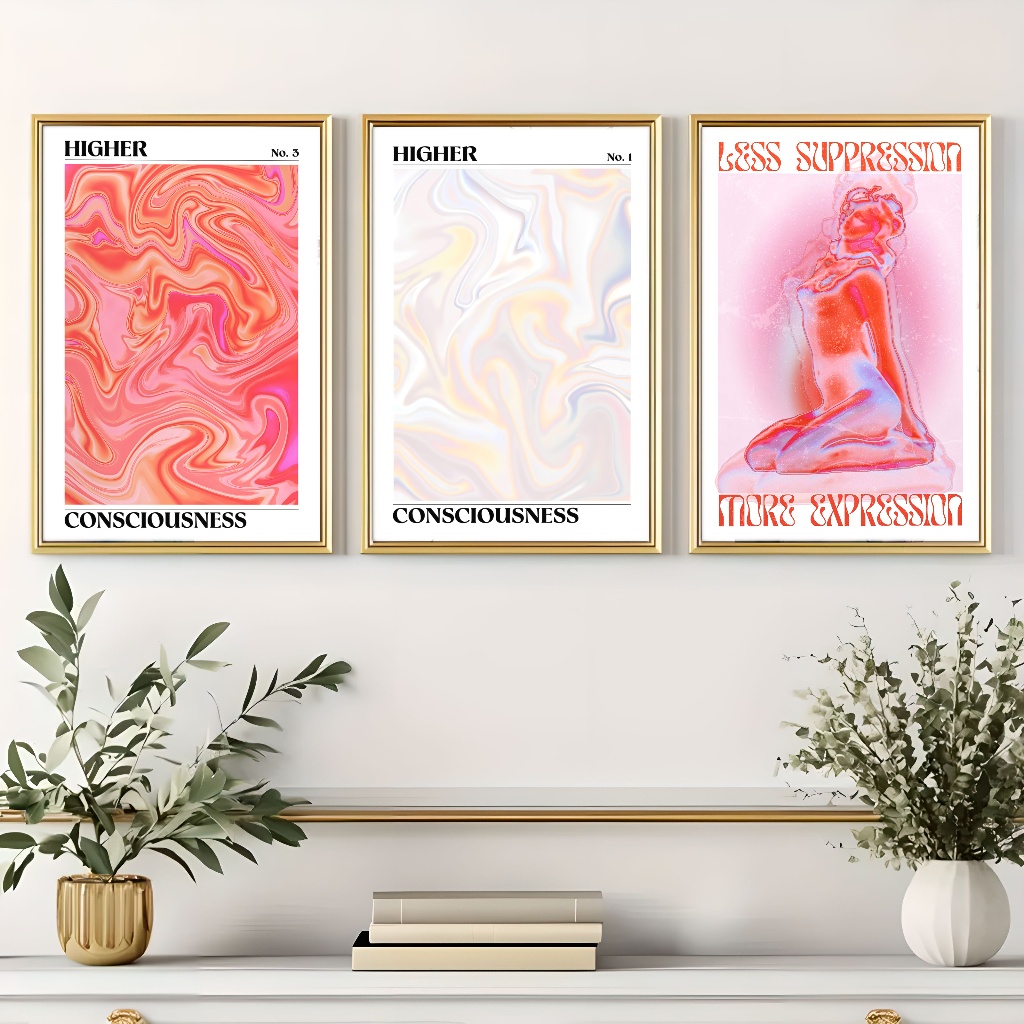 HIGHER
No. 3
CONSCIOUSNESS
HIGHER
No. 1
CONSCIOUSNESS
LESS SUPPRESSION
MORE EXPRESSION